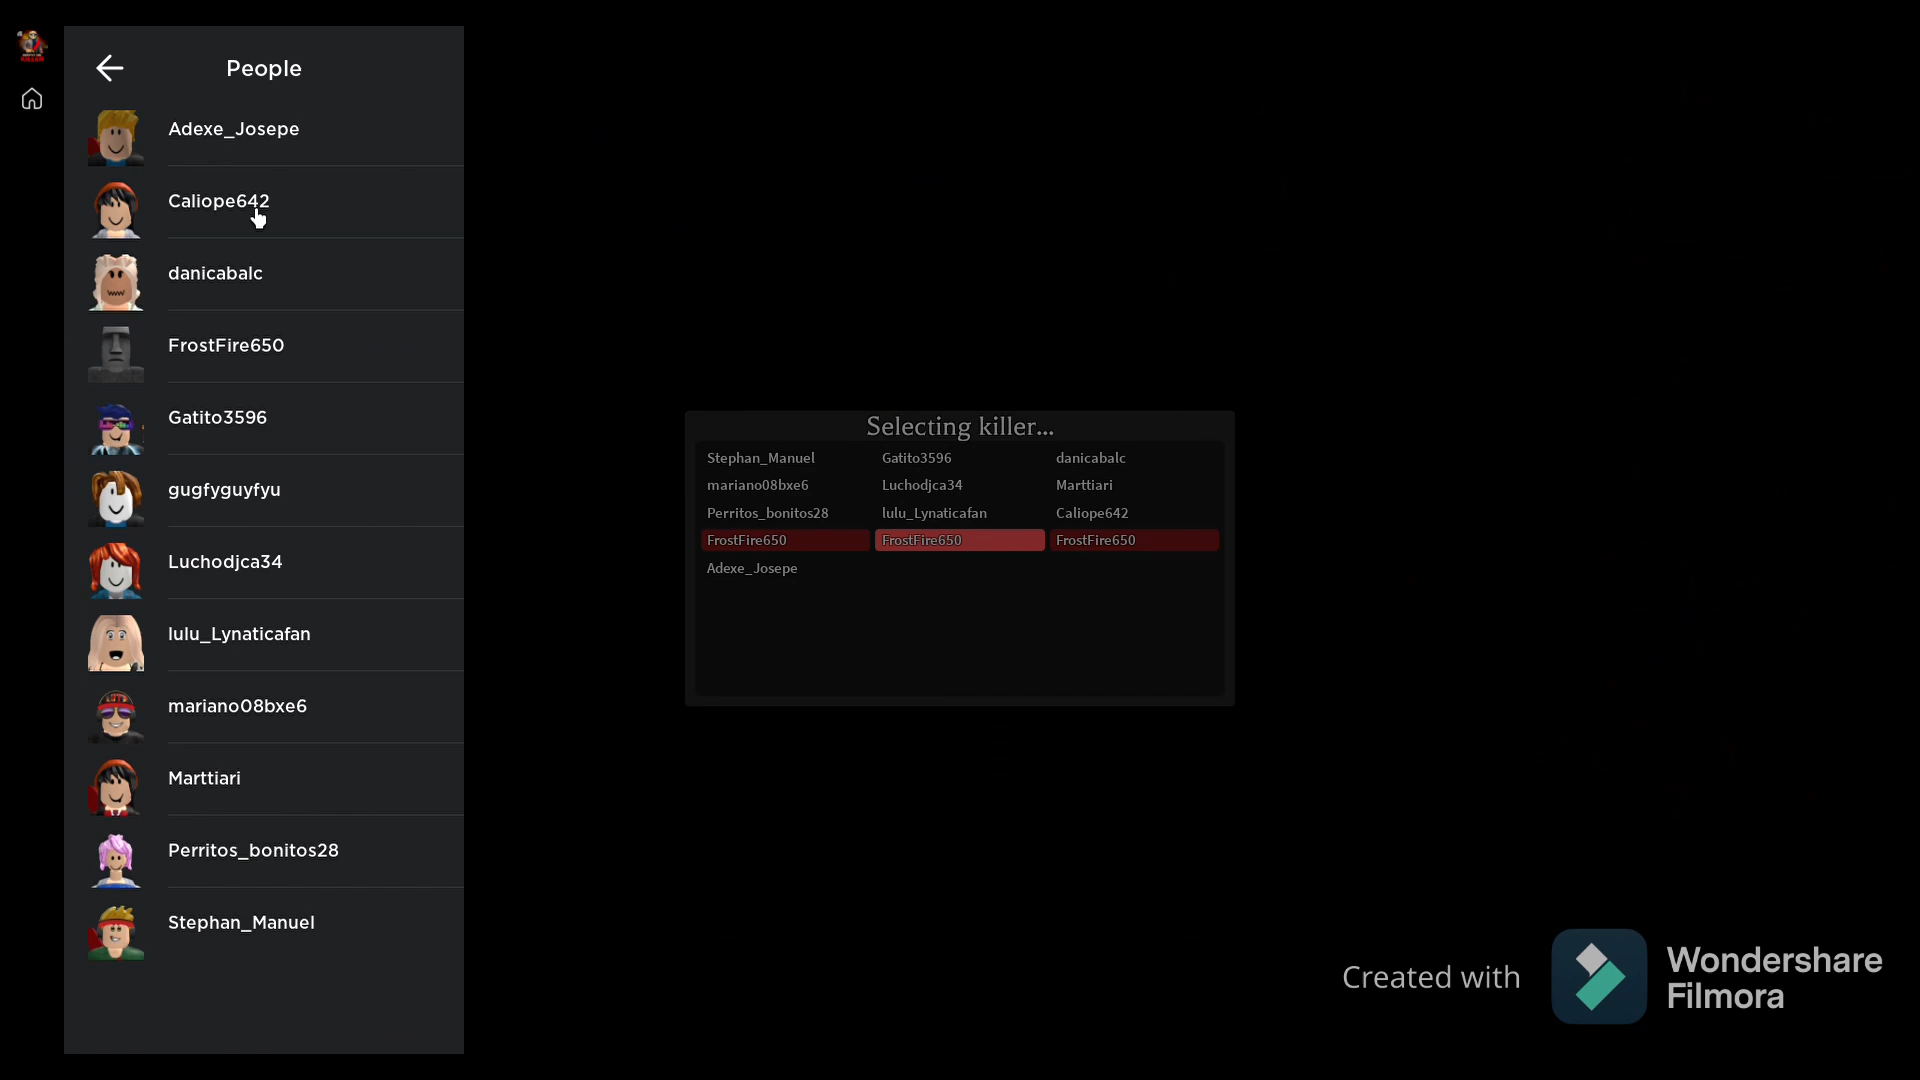 People
Adexe_Josepe
Caliope642
danicabalc
FrostFire650
Gatito3596
gugfyguyfyu
Luchodjca34
lulu_Lynaticafan
mariano08bxe6
Marttiari
Perritos_bonitos28
Stephan_Manuel
Selecting killer...
Stephan_Manuel Gatito3596 danicabalc
mariano08bxe6 Luchodjca34 Marttiari
Perritos_bonitos28 lulu_Lynaticafan Caliope642
FrostFire650 FrostFire650 FrostFire650
Adexe_Josepe
Created with Wondershare
Filmora